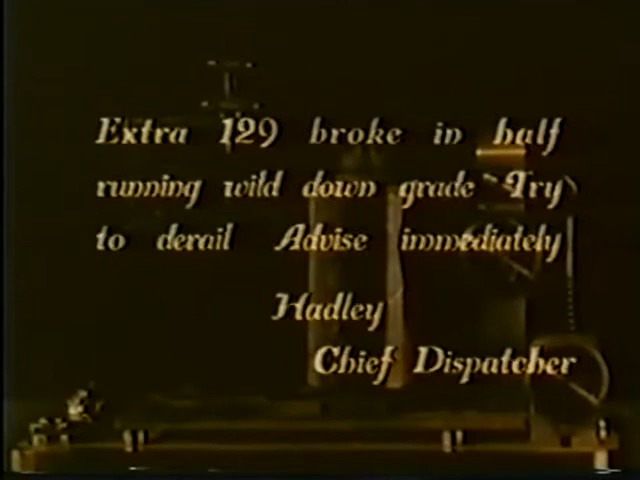 Extra 129 broke in half
running wild down grade Try
to derail Advise immediately
Hadley
Chief Dispatcher